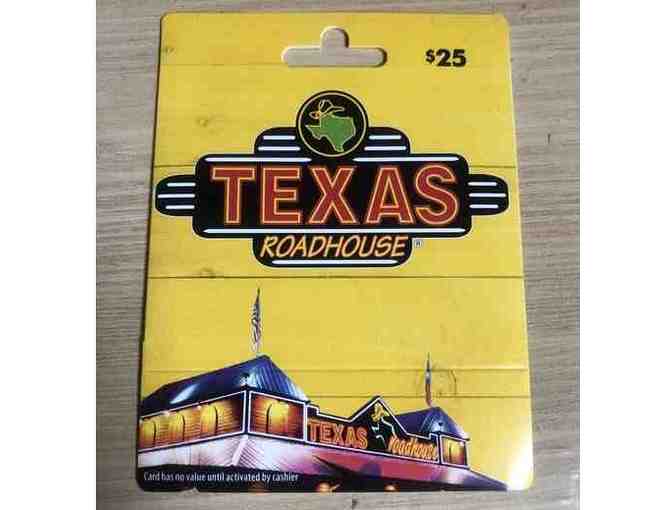 $25
TEXAS
ROADHOUSE®
TEXAS Roadhouse
Card has no value until activated by cashier